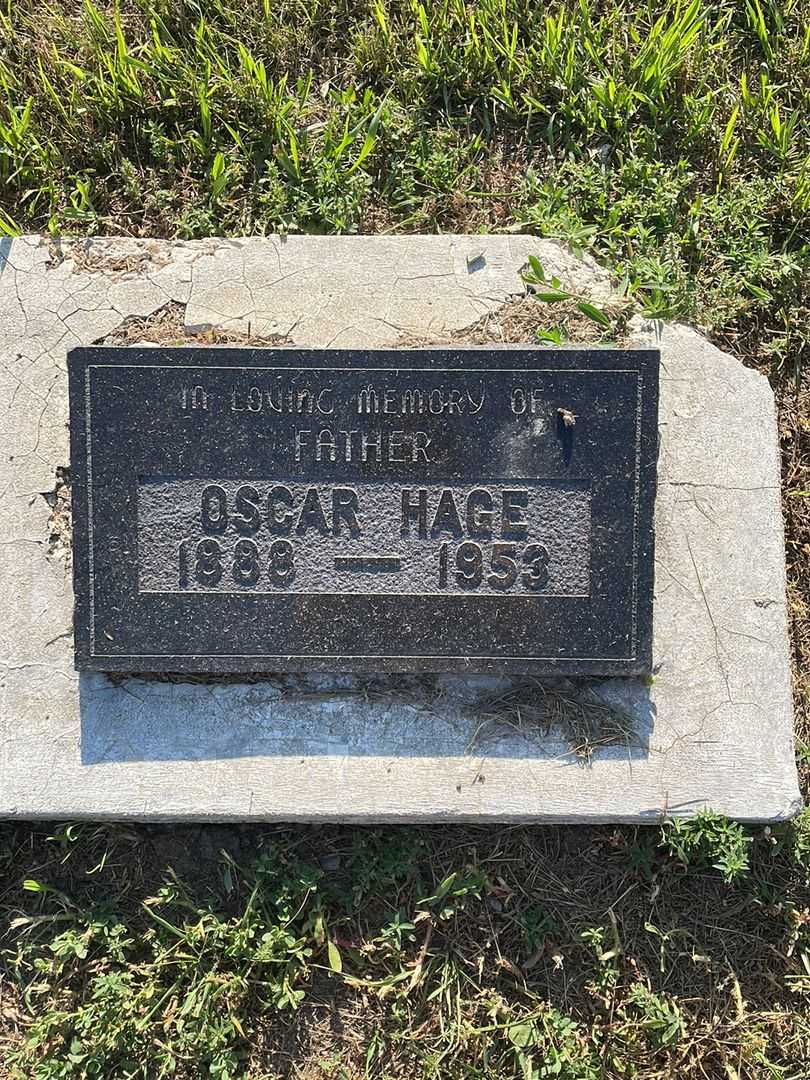 IN LOVING MEMORY OF
FATHER
OSCAR HAGE
1888 — 1953